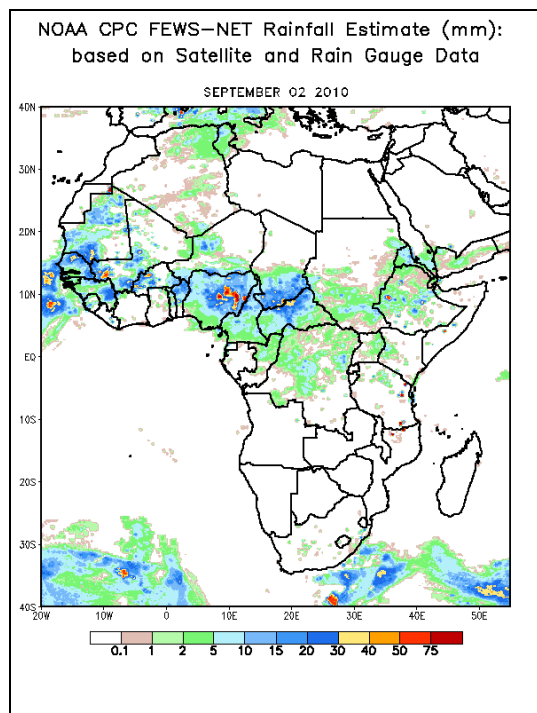 NOAA CPC FEWS-NET Rainfall Estimate (mm):
based on Satellite and Rain Gauge Data
SEPTEMBER 02 2010
40N
30N
20N
10N
EQ
10S
20S
30S
40S
20W 10W 0 10E 20E 30E 40E 50E
0.1 1 2 5 10 15 20 30 40 50 75